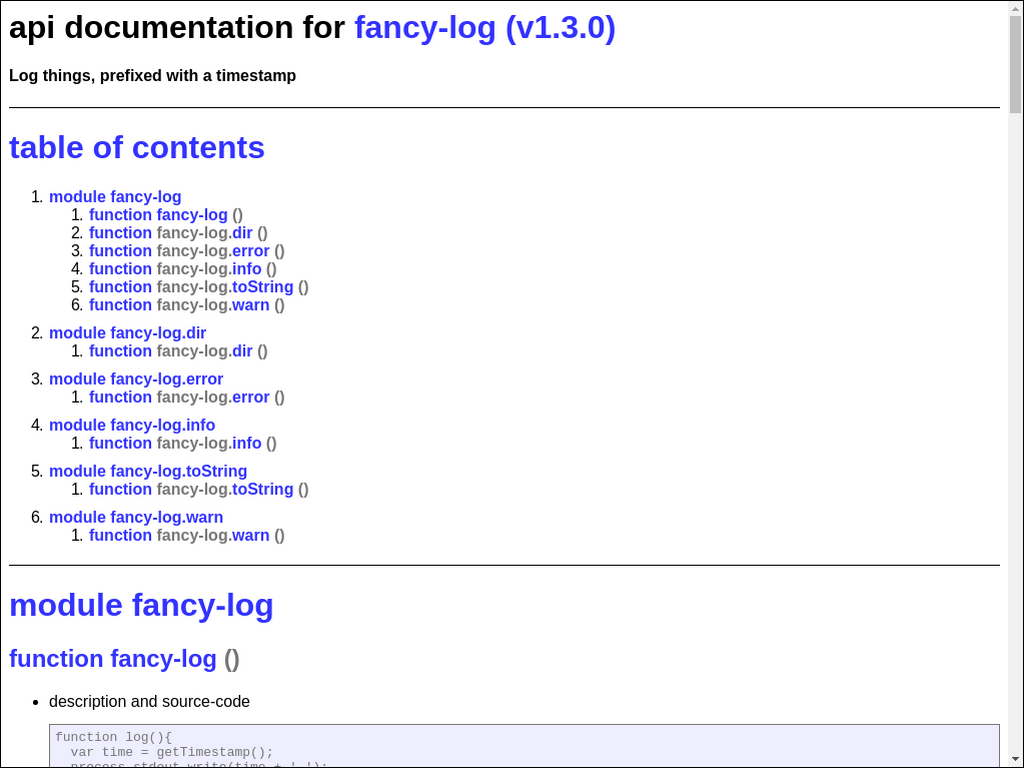 api documentation for fancy-log (v1.3.0)
Log things, prefixed with a timestamp
table of contents
1. module fancy-log
1. function fancy-log ()
2. function fancy-log.dir ()
3. function fancy-log.error ()
4. function fancy-log.info ()
5. function fancy-log.toString ()
6. function fancy-log.warn ()
2. module fancy-log.dir
1. function fancy-log.dir ()
3. module fancy-log.error
1. function fancy-log.error ()
4. module fancy-log.info
1. function fancy-log.info ()
5. module fancy-log.toString
1. function fancy-log.toString ()
6. module fancy-log.warn
1. function fancy-log.warn ()
module fancy-log
function fancy-log ()
• description and source-code
function log(){
var time = getTimestamp();
process.stdout.write(time + ' ');